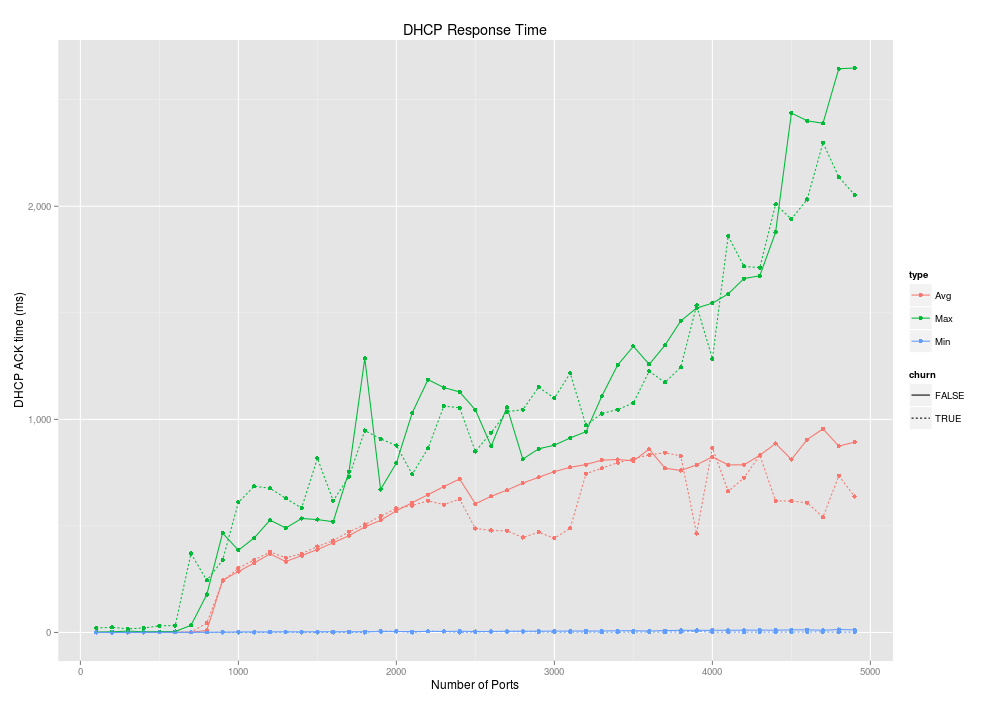 DHCP Response Time
DHCP ACK time (ms)
2,000
1,000
0
0
1000
2000
3000
4000
5000
Number of Ports
type
Avg
Max
Min
churn
FALSE
TRUE